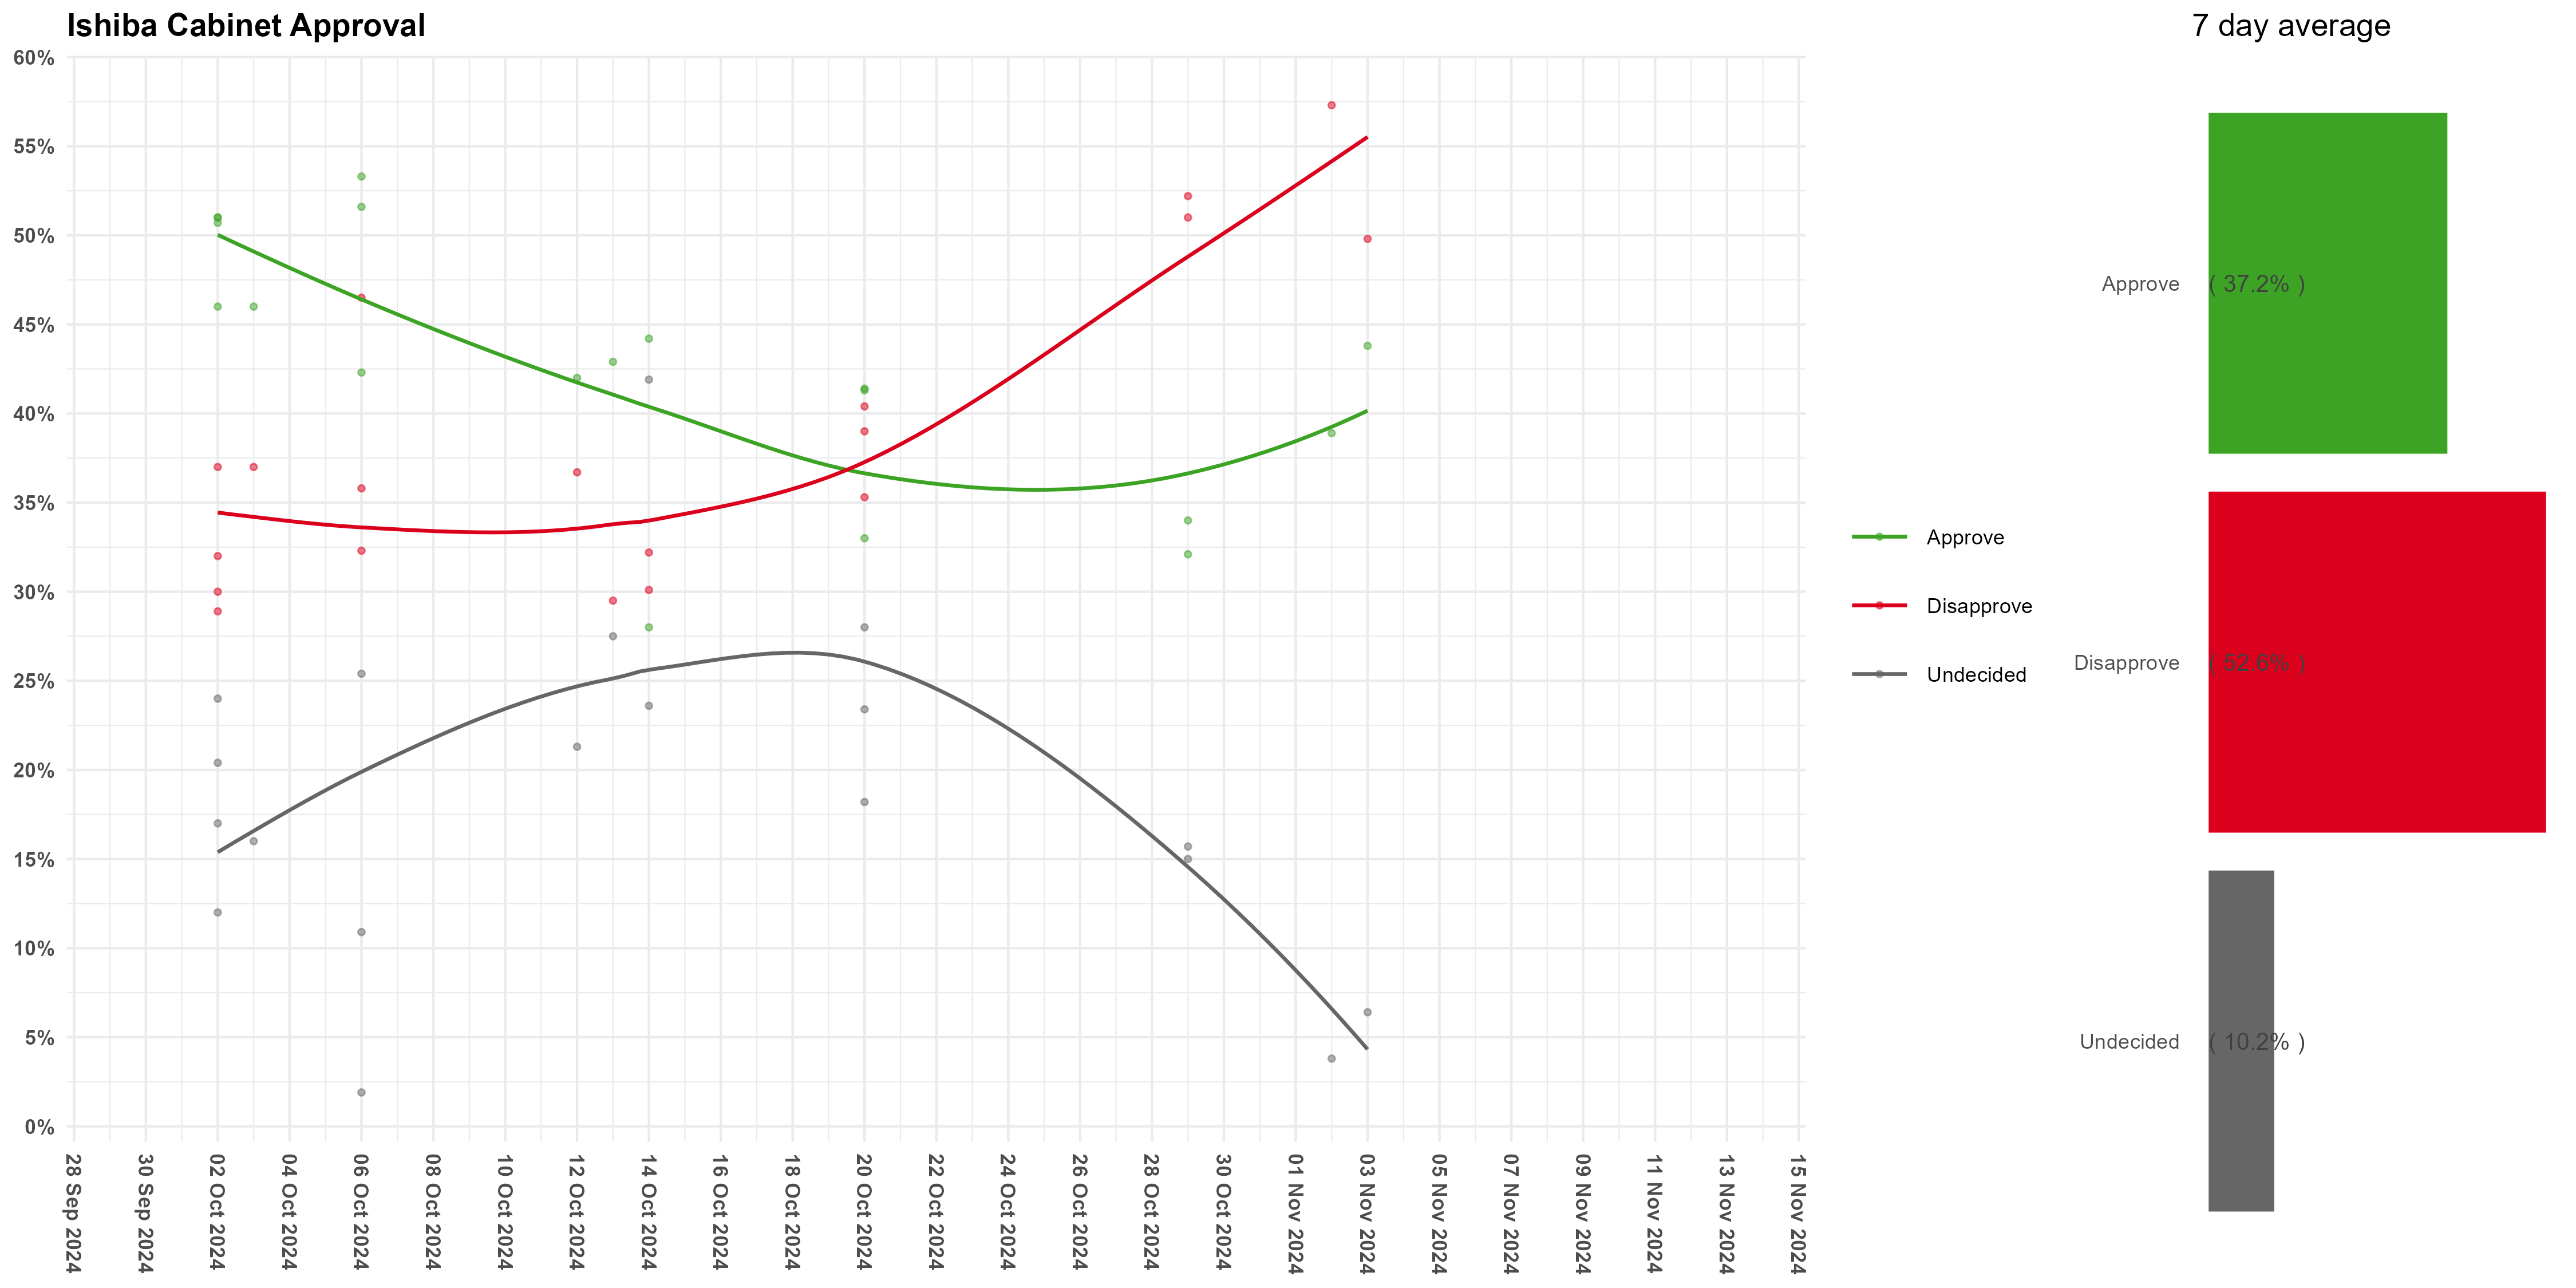 Ishiba Cabinet Approval
7 day average
60%
55%
50%
45%
40%
35%
30%
25%
20%
15%
10%
5%
0%
28 Sep 2024
30 Sep 2024
02 Oct 2024
04 Oct 2024
06 Oct 2024
08 Oct 2024
10 Oct 2024
12 Oct 2024
14 Oct 2024
16 Oct 2024
18 Oct 2024
20 Oct 2024
22 Oct 2024
24 Oct 2024
26 Oct 2024
28 Oct 2024
30 Oct 2024
01 Nov 2024
03 Nov 2024
05 Nov 2024
07 Nov 2024
09 Nov 2024
11 Nov 2024
13 Nov 2024
15 Nov 2024
Approve
Disapprove
Undecided
Approve ( 37.2% )
Disapprove ( 52.6% )
Undecided ( 10.2% )